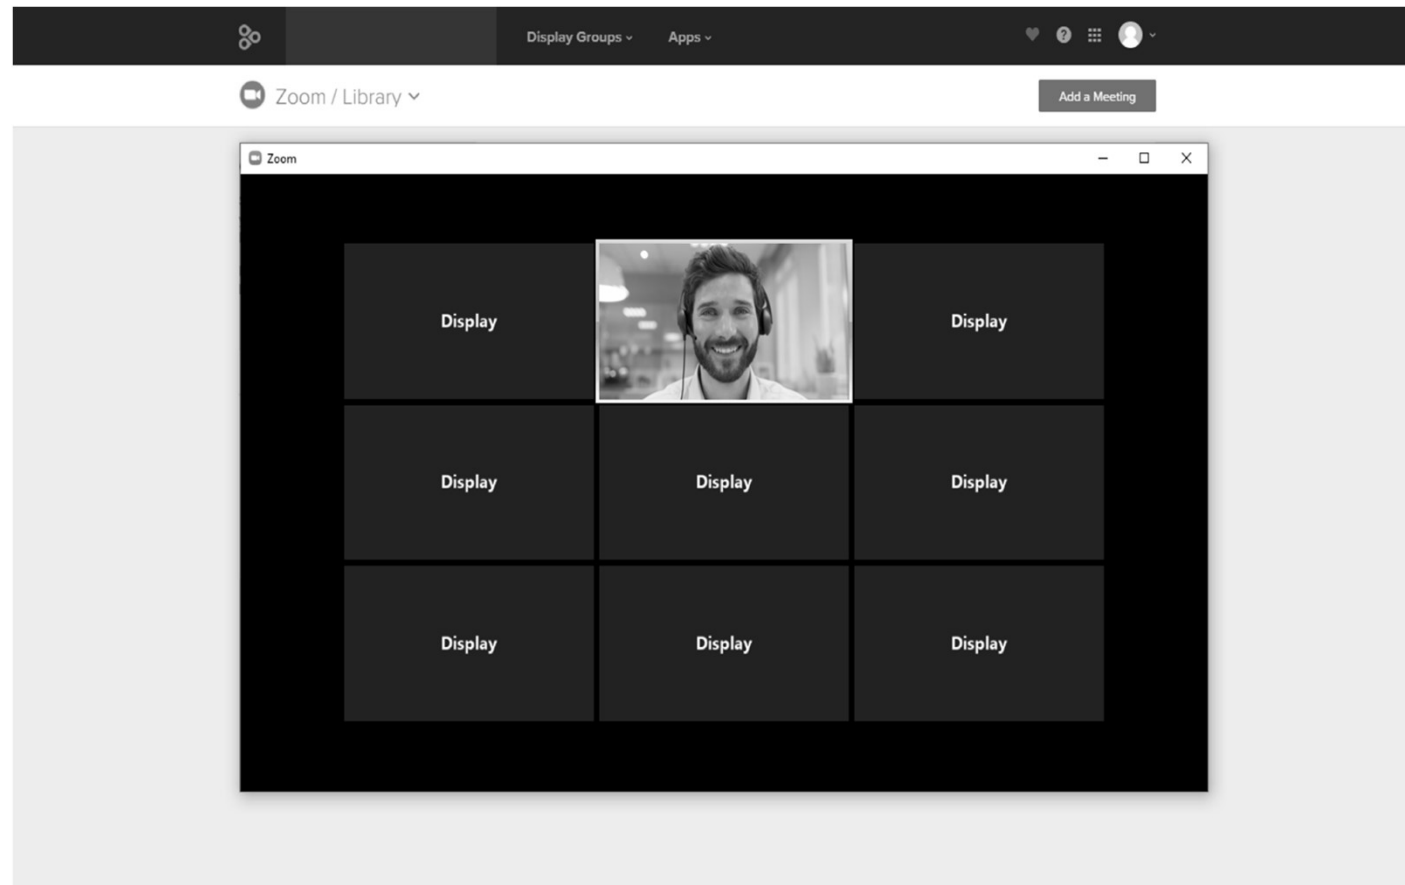 Display Groups Apps
Zoom / Library
Add a Meeting
Zoom
Display
Display
Display
Display
Display
Display
Display
Display